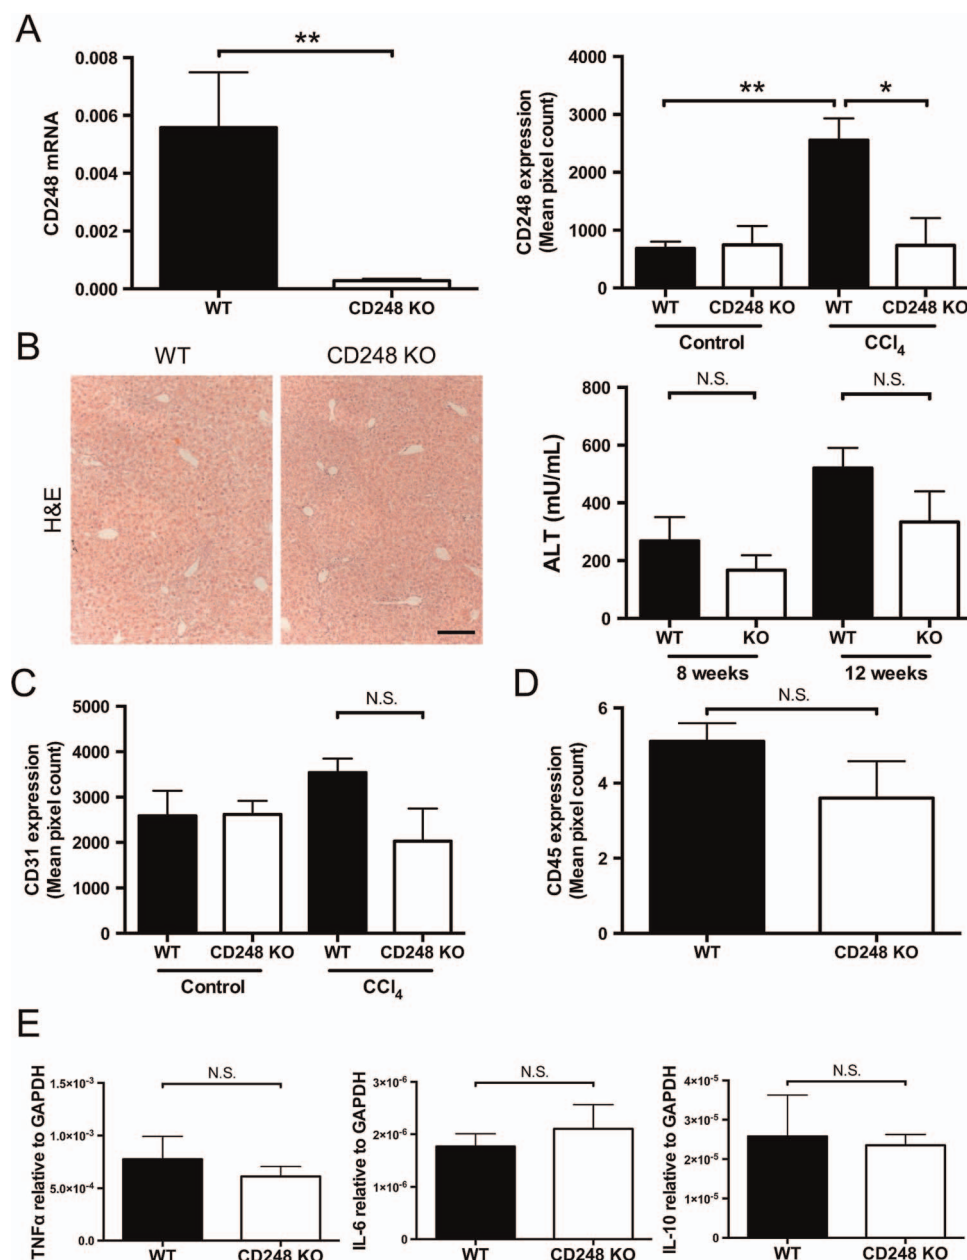 A
**
CD248 mRNA
0.008
0.006
0.004
0.002
0.000
WT
CD248 KO
CD248 expression
(Mean pixel count)
4000
3000
2000
1000
0
**
*
WT
CD248 KO
WT
CD248 KO
Control
CCl₄
B
WT
CD248 KO
H&E
ALT (mU/mL)
800
600
400
200
0
N.S.
N.S.
WT
KO
WT
KO
8 weeks
12 weeks
C
CD31 expression
(Mean pixel count)
5000
4000
3000
2000
1000
0
N.S.
WT
CD248 KO
WT
CD248 KO
Control
CCl₄
D
CD45 expression
(Mean pixel count)
6
4
2
0
N.S.
WT
CD248 KO
E
TNFα relative to GAPDH
1.5×10⁻³
1.0×10⁻³
5.0×10⁻⁴
0.0
N.S.
WT
CD248 KO
IL-6 relative to GAPDH
3×10⁻⁶
2×10⁻⁶
1×10⁻⁶
0
N.S.
WT
CD248 KO
IL-10 relative to GAPDH
4×10⁻⁵
3×10⁻⁵
2×10⁻⁵
1×10⁻⁵
0
N.S.
WT
CD248 KO